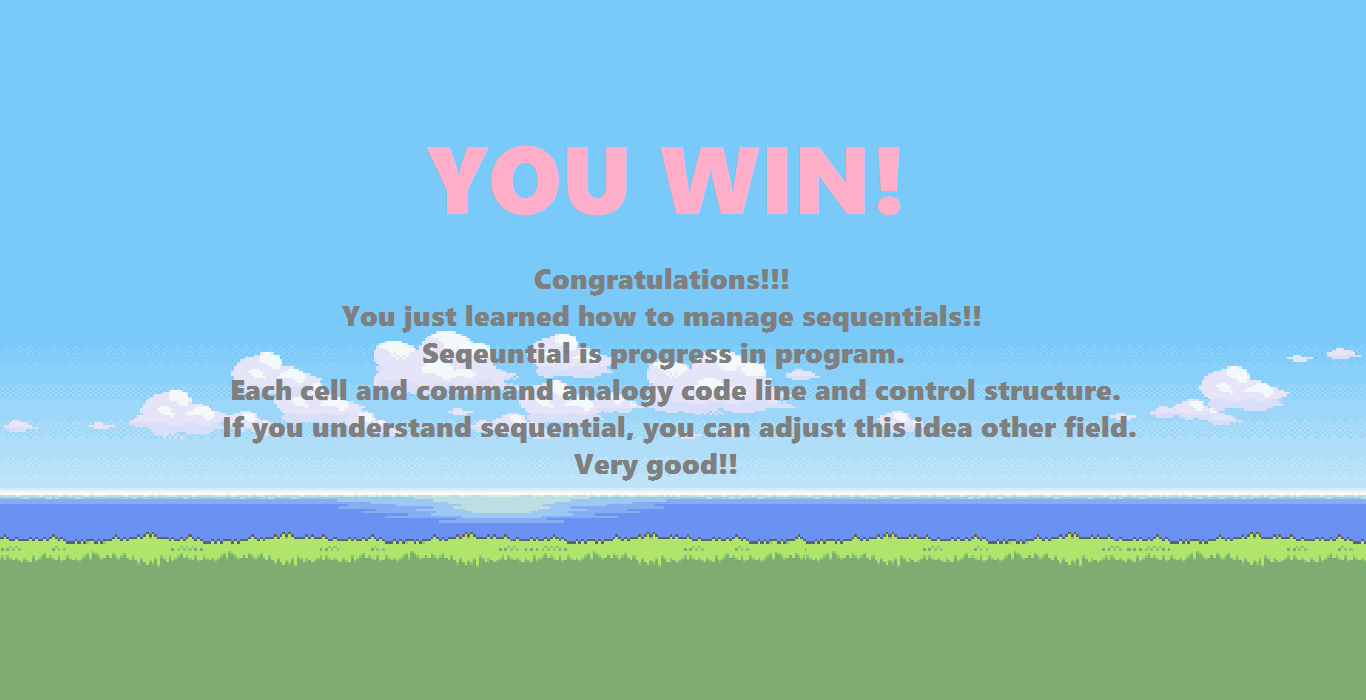 YOU WIN!
Congratulations!!!
You just learned how to manage sequentials!!
Seqeuntial is progress in program.
Each cell and command analogy code line and control structure.
If you understand sequential, you can adjust this idea other field.
Very good!!